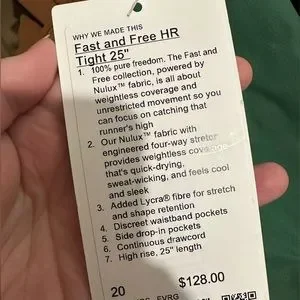 WHY WE MADE THIS
Fast and Free HR
Tight 25"
1. 100% pure freedom. The Fast and
Free collection, powered by
Nulux™ fabric, is all about
weightless coverage and
unrestricted movement so you
can focus on catching that
runner's high
2. Our Nulux™ fabric with
engineered four-way stretch
provides weightless coverage
that's quick-drying,
sweat-wicking, and feels cool
and sleek
3. Added Lycra® fibre for stretch
and shape retention
4. Discreet waistband pockets
5. Side drop-in pockets
6. Continuous drawcord
7. High rise, 25" length
20 $128.00
EVRG